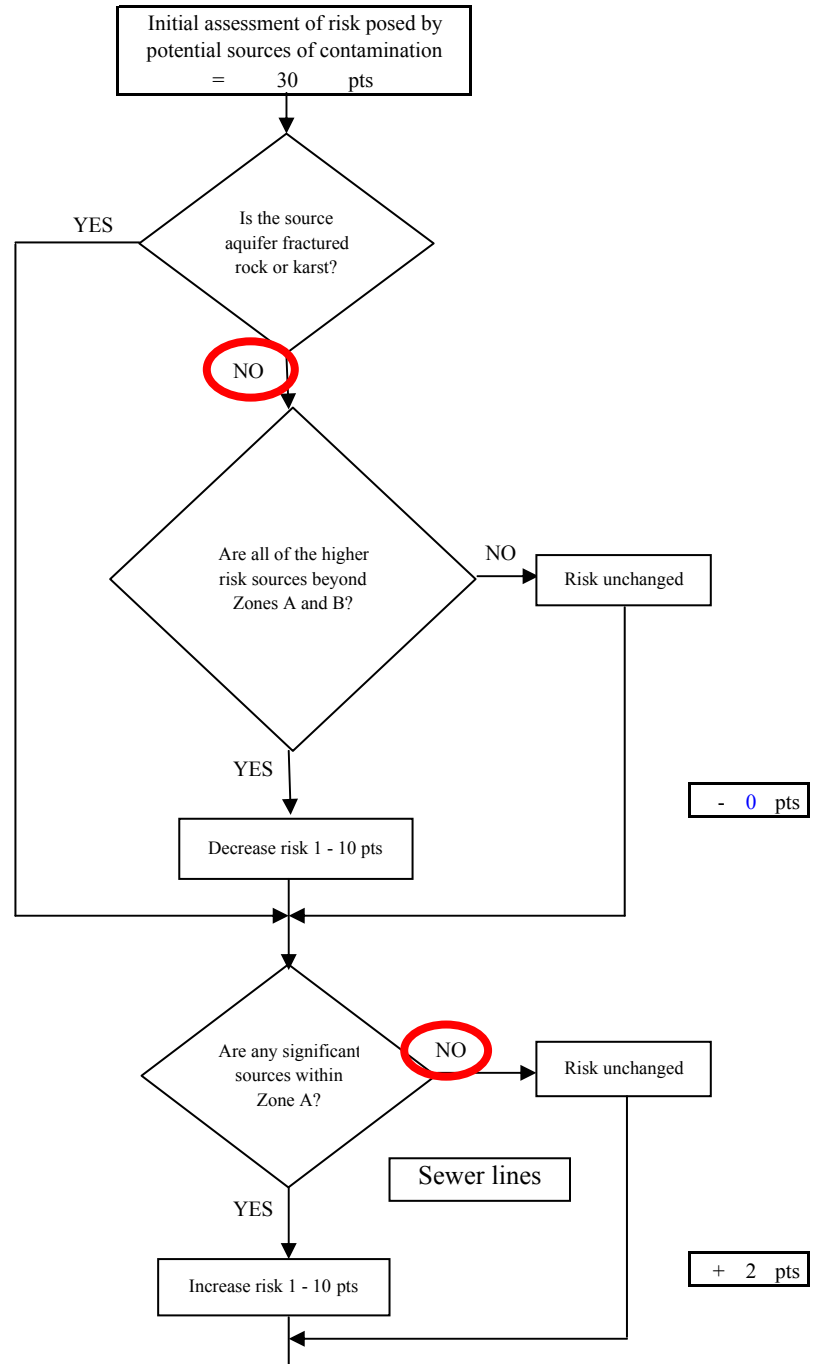 Initial assessment of risk posed by
potential sources of contamination
= 30 pts
YES
Is the source
aquifer fractured
rock or karst?
NO
Are all of the higher
risk sources beyond
Zones A and B?
NO
Risk unchanged
YES
- 0 pts
Decrease risk 1 - 10 pts
Are any significant
sources within
Zone A?
NO
Risk unchanged
Sewer lines
YES
+ 2 pts
Increase risk 1 - 10 pts